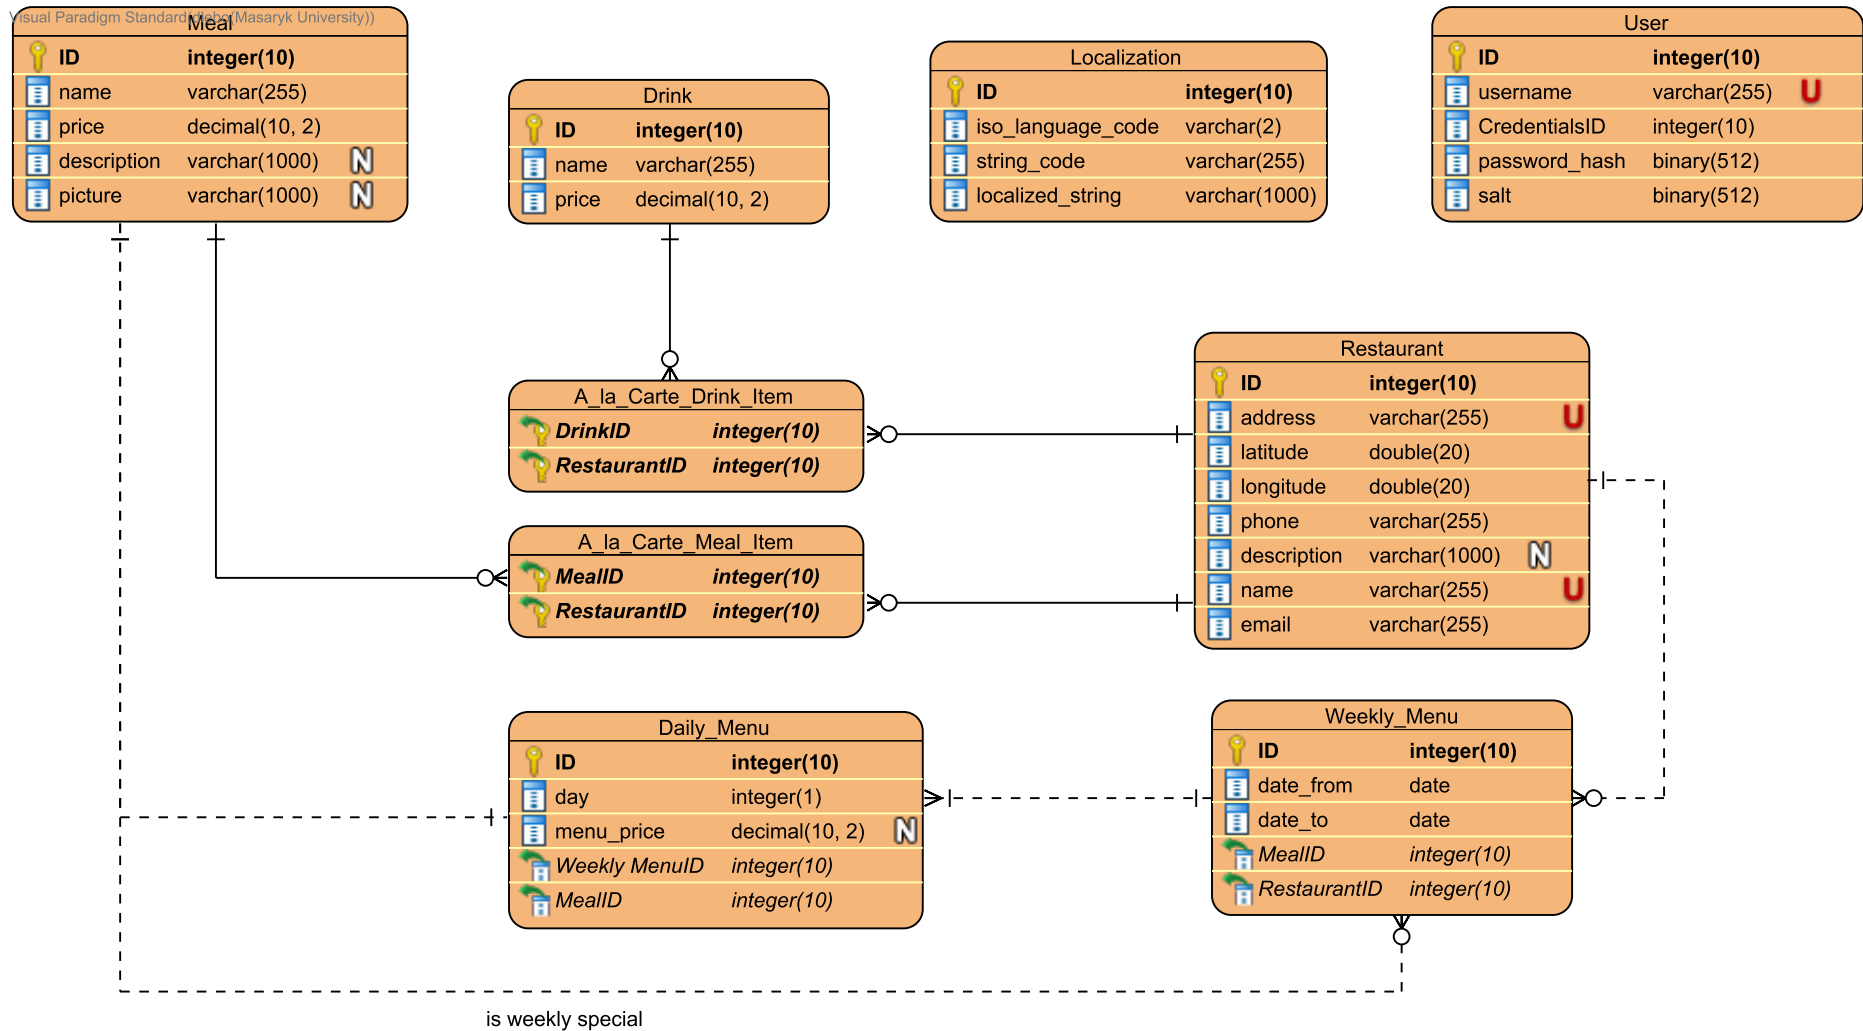 Visual Paradigm Standard(dlebo(Masaryk University))
Meal
ID integer(10)
name varchar(255)
price decimal(10, 2)
description varchar(1000) N
picture varchar(1000) N
Drink
ID integer(10)
name varchar(255)
price decimal(10, 2)
Localization
ID integer(10)
iso_language_code varchar(2)
string_code varchar(255)
localized_string varchar(1000)
User
ID integer(10)
username varchar(255) U
CredentialsID integer(10)
password_hash binary(512)
salt binary(512)
A_la_Carte_Drink_Item
DrinkID integer(10)
RestaurantID integer(10)
A_la_Carte_Meal_Item
MealID integer(10)
RestaurantID integer(10)
Restaurant
ID integer(10)
address varchar(255) U
latitude double(20)
longitude double(20)
phone varchar(255)
description varchar(1000) N
name varchar(255) U
email varchar(255)
Daily_Menu
ID integer(10)
day integer(1)
menu_price decimal(10, 2) N
Weekly MenuID integer(10)
MealID integer(10)
Weekly_Menu
ID integer(10)
date_from date
date_to date
MealID integer(10)
RestaurantID integer(10)
is weekly special